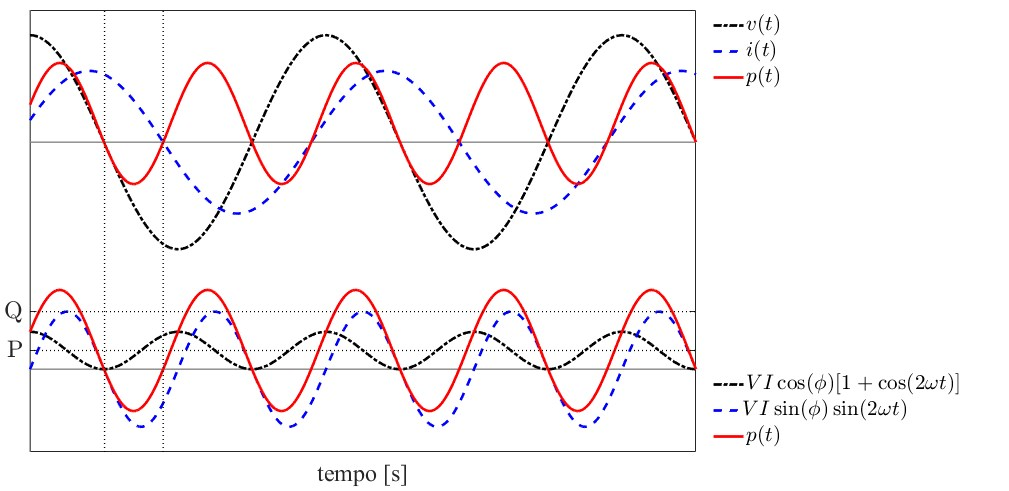 v(t)
i(t)
p(t)
Q
P
VI cos(ϕ)[1 + cos(2ωt)]
VI sin(ϕ) sin(2ωt)
p(t)
tempo [s]